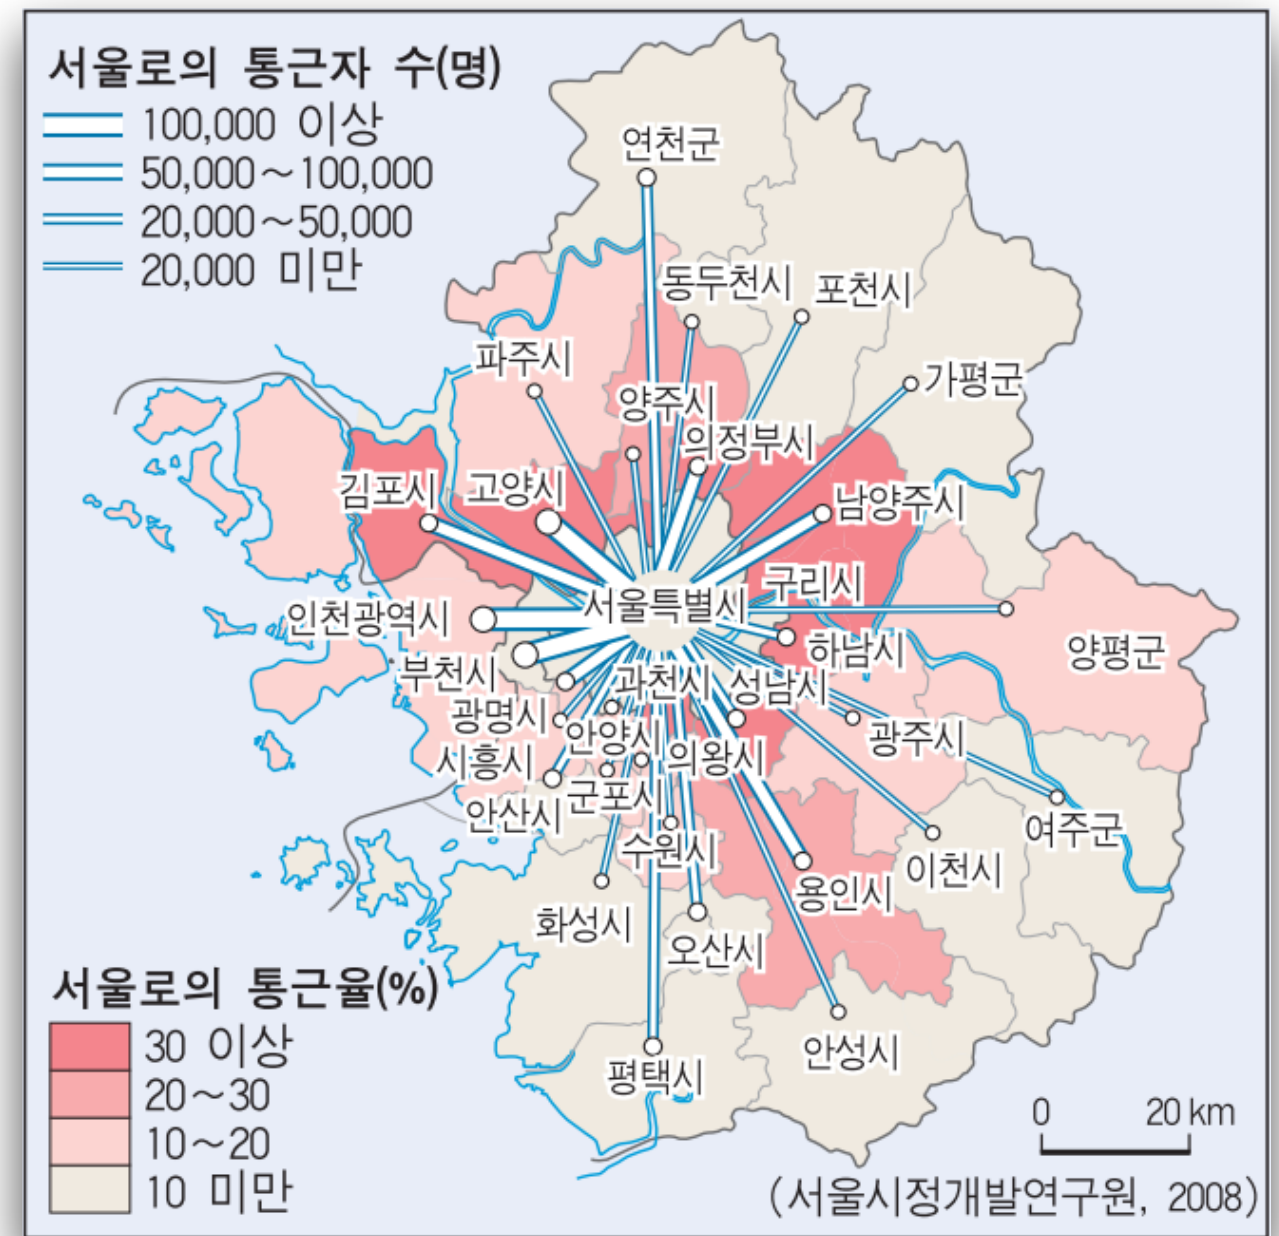 서울로의 통근자 수(명)
100,000 이상
50,000~100,000
20,000~50,000
20,000 미만
연천군
동두천시
포천시
파주시
가평군
양주시
의정부시
김포시
고양시
남양주시
구리시
서울특별시
인천광역시
하남시
양평군
부천시
과천시
성남시
광명시
안양시
광주시
시흥시
의왕시
군포시
안산시
여주군
수원시
이천시
용인시
화성시
오산시
안성시
평택시
서울로의 통근율(%)
30 이상
20~30
10~20
10 미만
0 20 km
(서울시정개발연구원, 2008)